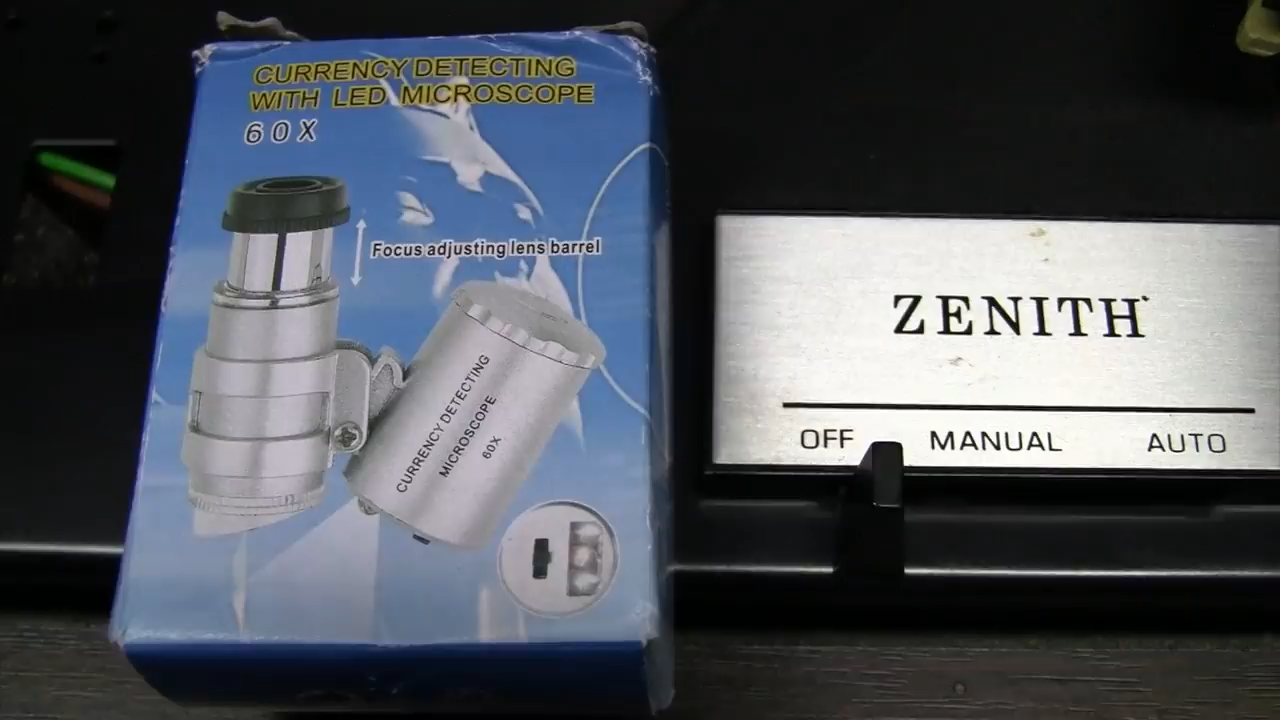 CURRENCY DETECTING
WITH LED MICROSCOPE
60X
Focus adjusting lens barrel
CURRENCY DETECTING
MICROSCOPE
60X
ZENITH
OFF MANUAL AUTO